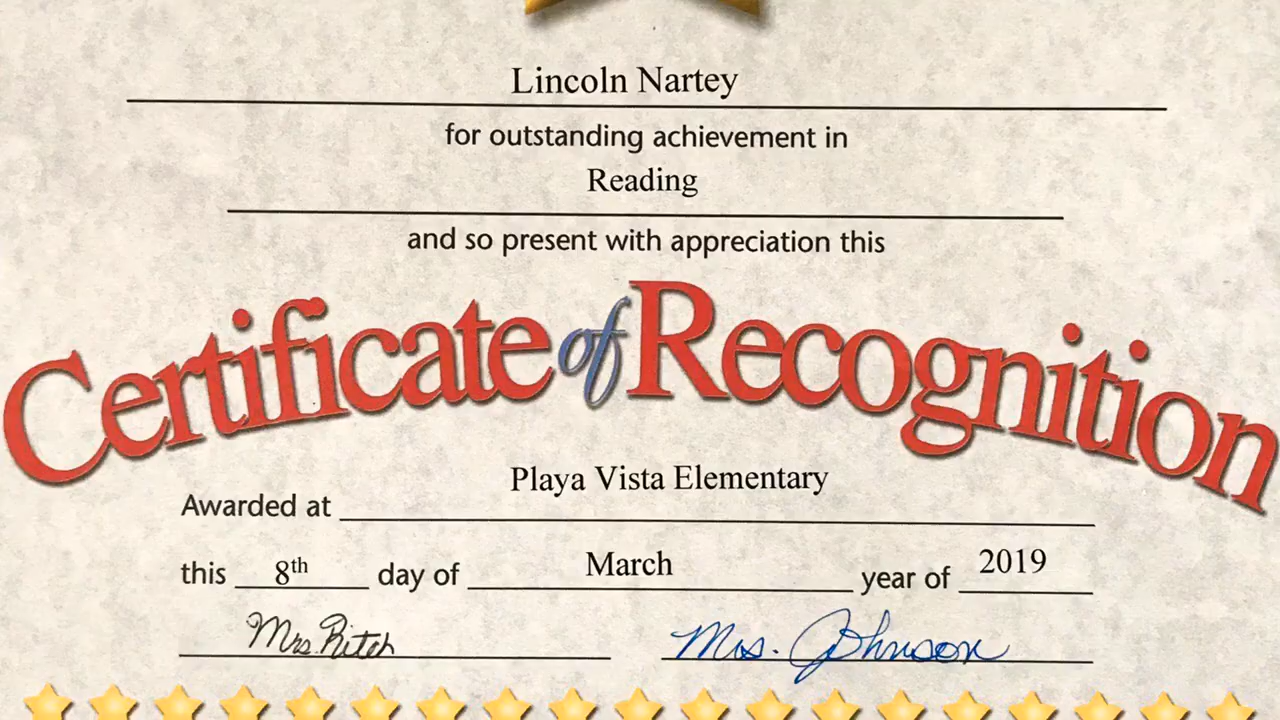 Lincoln Nartey
for outstanding achievement in
Reading
and so present with appreciation this
Certificate of Recognition
Playa Vista Elementary
Awarded at
this 8th day of March year of 2019
Mrs. Ritch Mrs. Johnson